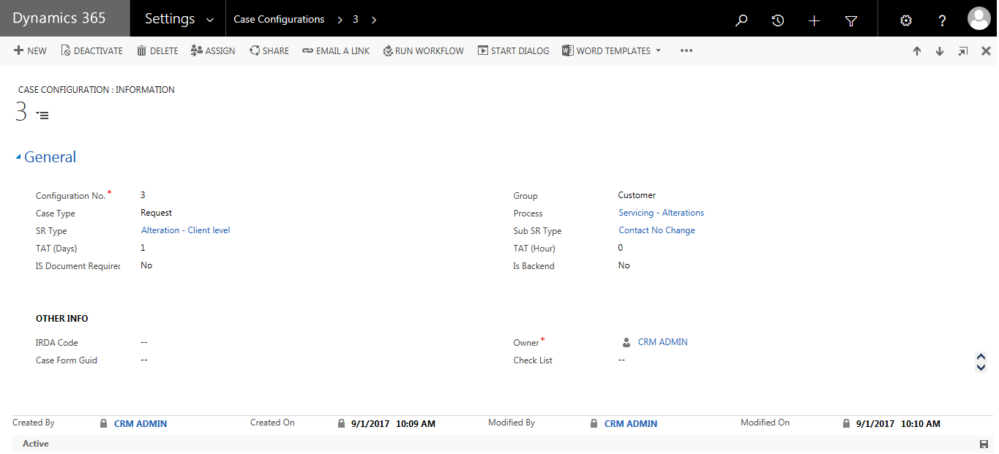 Dynamics 365 Settings Case Configurations 3
NEW DEACTIVATE DELETE ASSIGN SHARE EMAIL A LINK RUN WORKFLOW START DIALOG WORD TEMPLATES
CASE CONFIGURATION : INFORMATION
3
General
Configuration No.* 3 Group Customer
Case Type Request Process Servicing - Alterations
SR Type Alteration - Client level Sub SR Type Contact No Change
TAT (Days) 1 TAT (Hour) 0
IS Document Required No Is Backend No
OTHER INFO
IRDA Code -- Owner* CRM ADMIN
Case Form Guid -- Check List --
Created By CRM ADMIN Created On 9/1/2017 10:09 AM Modified By CRM ADMIN Modified On 9/1/2017 10:10 AM
Active